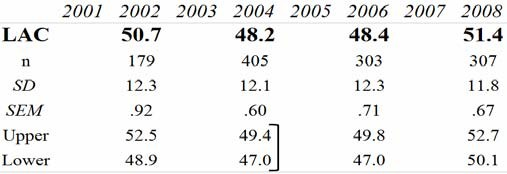 2001 2002 2003 2004 2005 2006 2007 2008
LAC 50.7 48.2 48.4 51.4
n 179 405 303 307
SD 12.3 12.1 12.3 11.8
SEM .92 .60 .71 .67
Upper 52.5 49.4 49.8 52.7
Lower 48.9 47.0 47.0 50.1